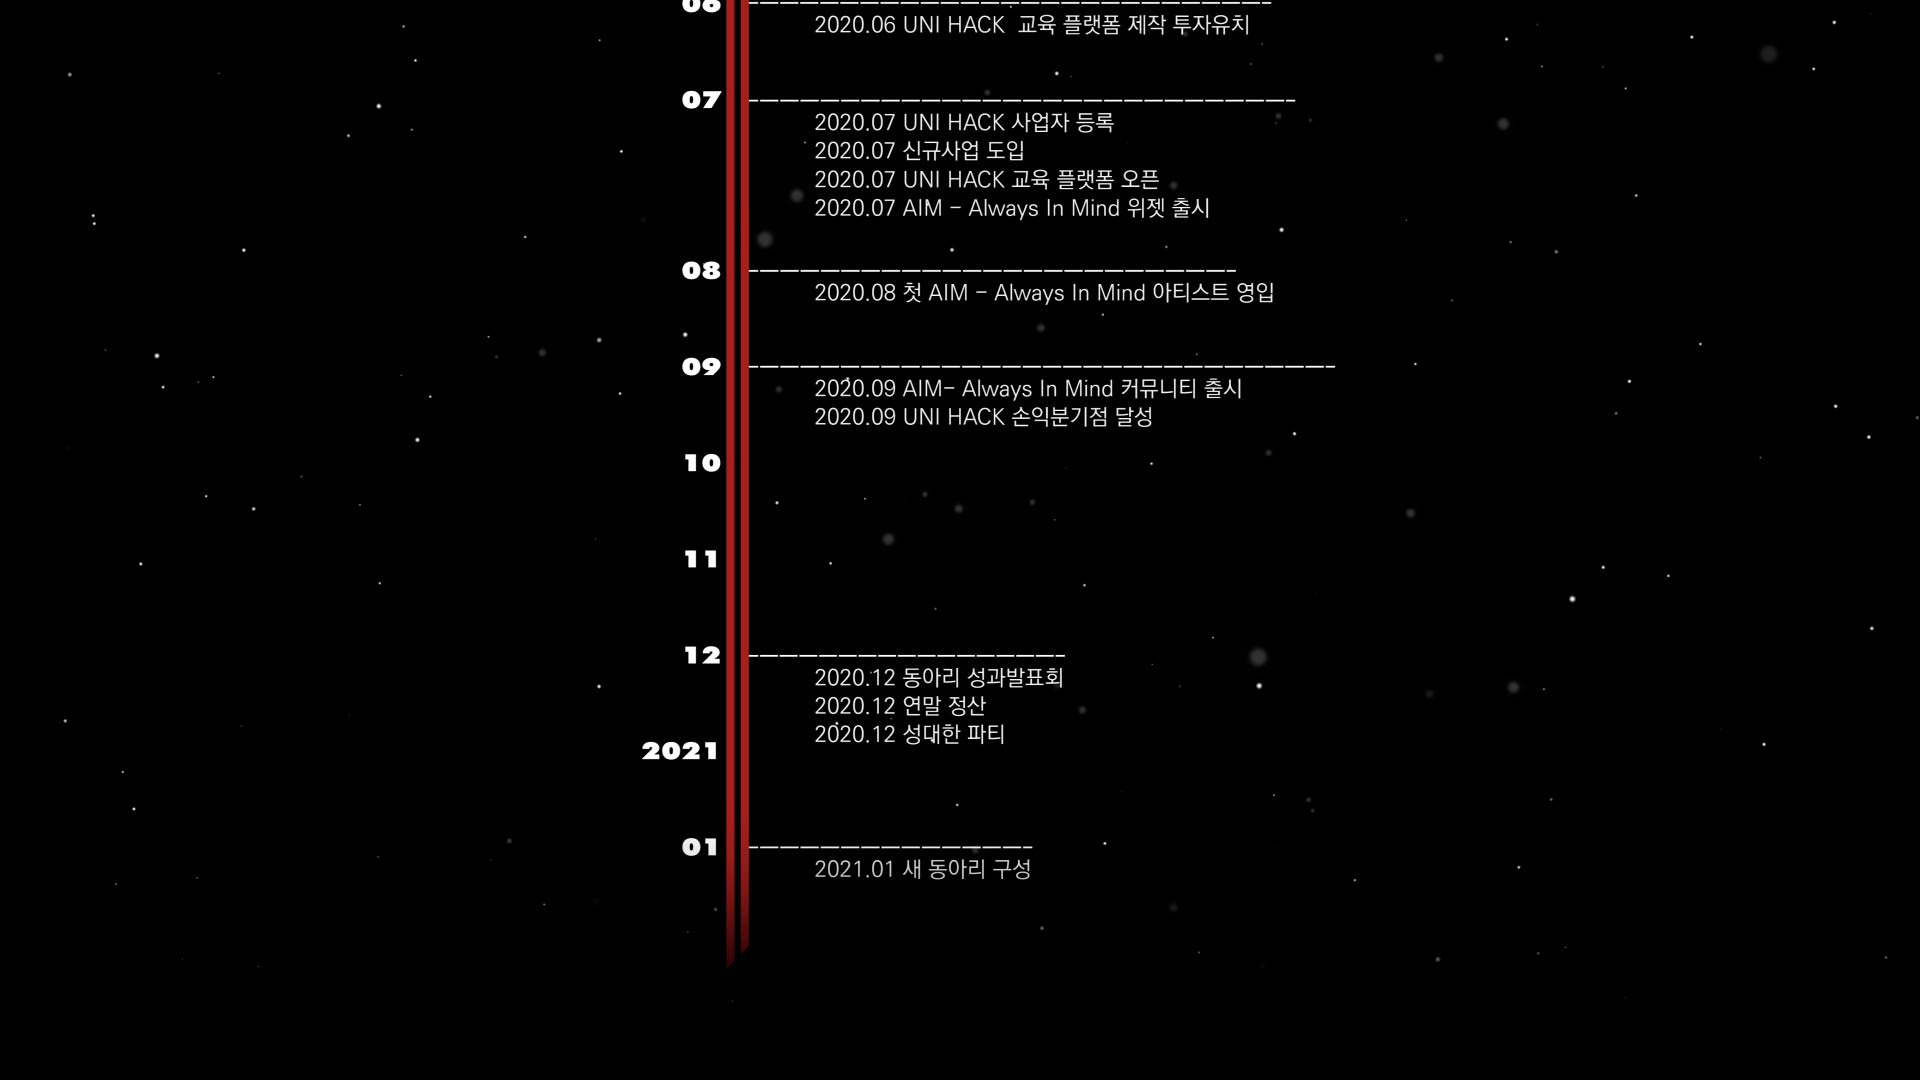 06
2020.06 UNI HACK  교육 플랫폼 제작 투자유치
07
2020.07 UNI HACK 사업자 등록
2020.07 신규사업 도입
2020.07 UNI HACK 교육 플랫폼 오픈
2020.07 AIM - Always In Mind 위젯 출시
08
2020.08 첫 AIM - Always In Mind 아티스트 영입
09
2020.09 AIM- Always In Mind 커뮤니티 출시
2020.09 UNI HACK 손익분기점 달성
10
11
12
2020.12 동아리 성과발표회
2020.12 연말 정산
2020.12 성대한 파티
2021
01
2021.01 새 동아리 구성